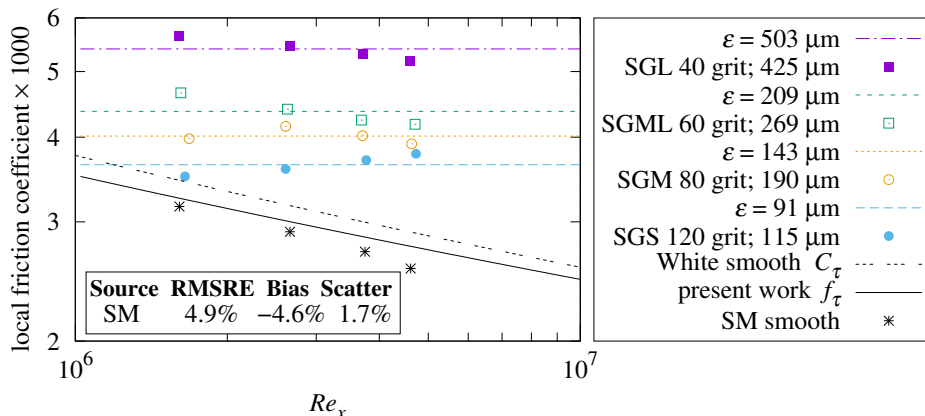 local friction coefficient × 1000
6
5
4
3
2
10⁶
10⁷
Reₓ
Source RMSRE Bias Scatter
SM 4.9% −4.6% 1.7%
ε = 503 μm
SGL 40 grit; 425 μm
ε = 209 μm
SGML 60 grit; 269 μm
ε = 143 μm
SGM 80 grit; 190 μm
ε = 91 μm
SGS 120 grit; 115 μm
White smooth C_τ
present work f_τ
SM smooth